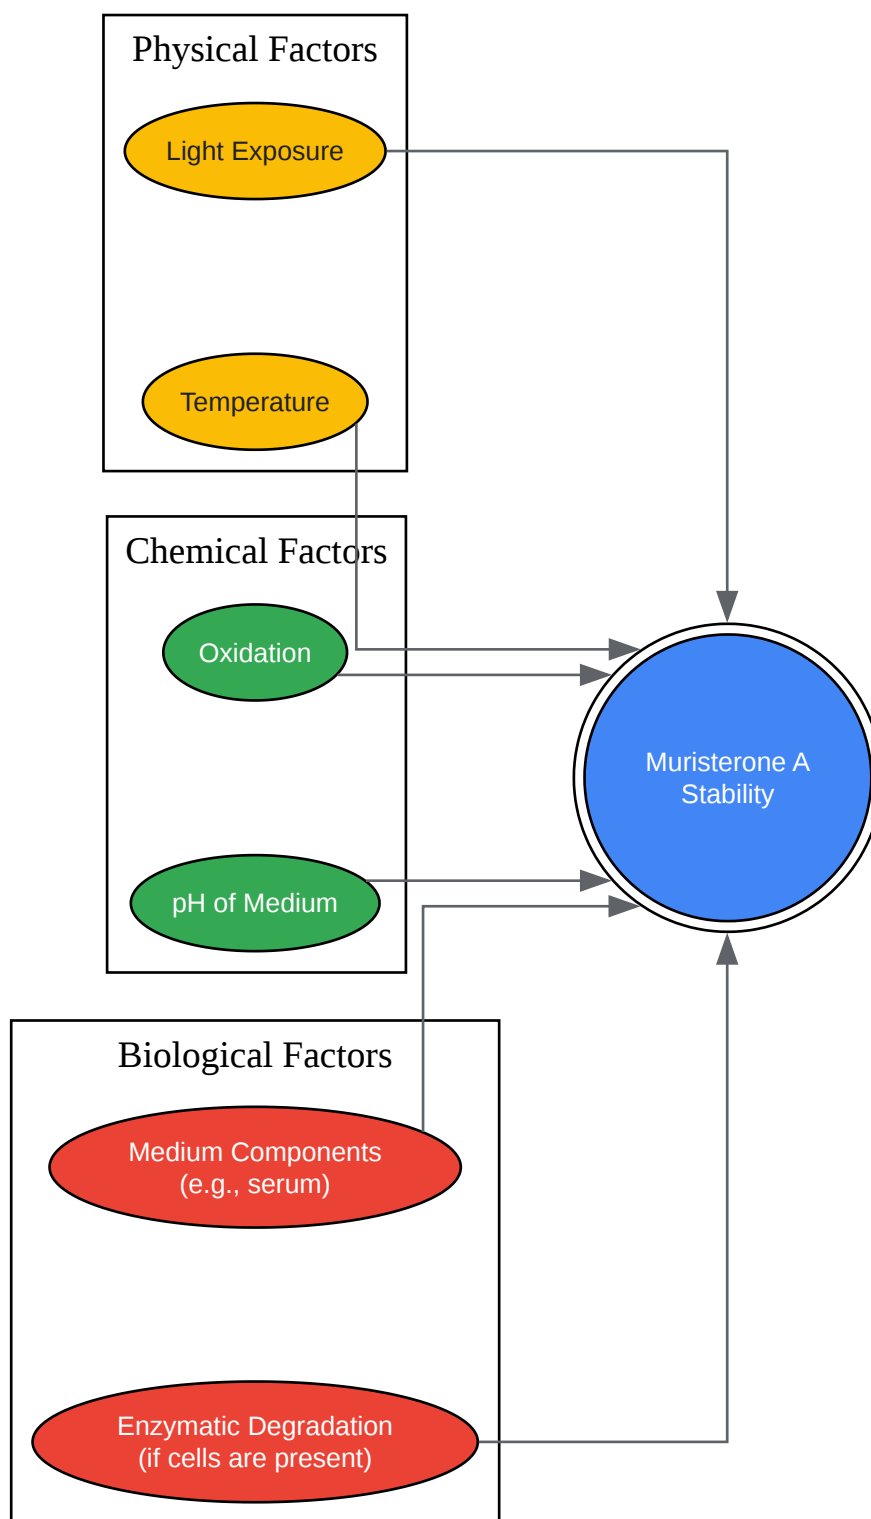 Physical Factors
Light Exposure
Temperature
Chemical Factors
Oxidation
pH of Medium
Muristerone A
Stability
Biological Factors
Medium Components
(e.g., serum)
Enzymatic Degradation
(if cells are present)